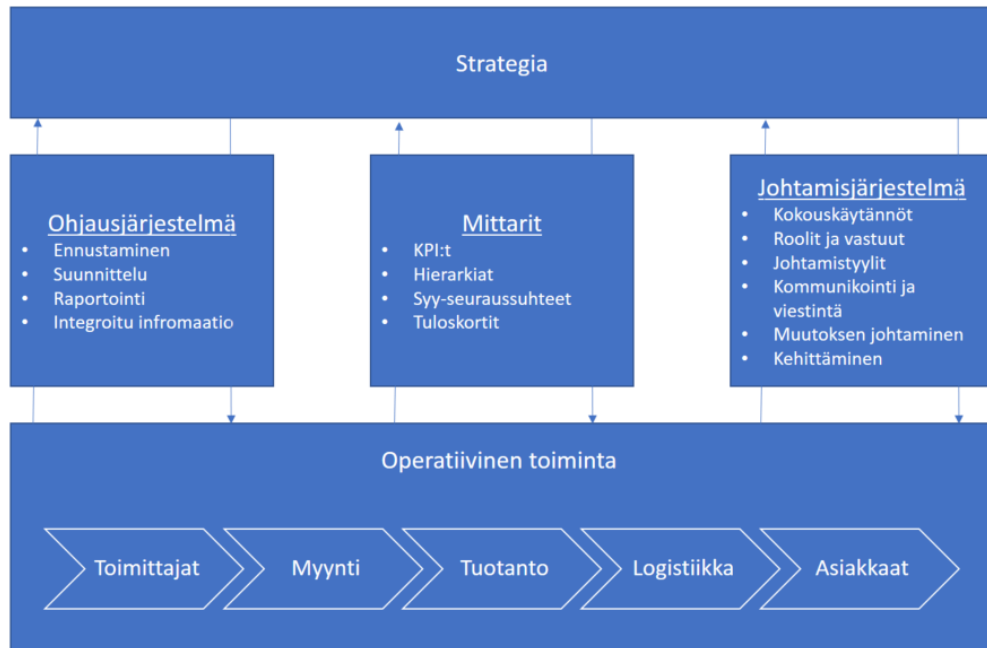 Strategia
Ohjausjärjestelmä
• Ennustaminen
• Suunnittelu
• Raportointi
• Integroitu infromaatio
Mittarit
• KPI:t
• Hierarkiat
• Syy-seuraussuhteet
• Tuloskortit
Johtamisjärjestelmä
• Kokouskäytännöt
• Roolit ja vastuut
• Johtamistyylit
• Kommunikointi ja
viestintä
• Muutoksen johtaminen
• Kehittäminen
Operatiivinen toiminta
Toimittajat
Myynti
Tuotanto
Logistiikka
Asiakkaat